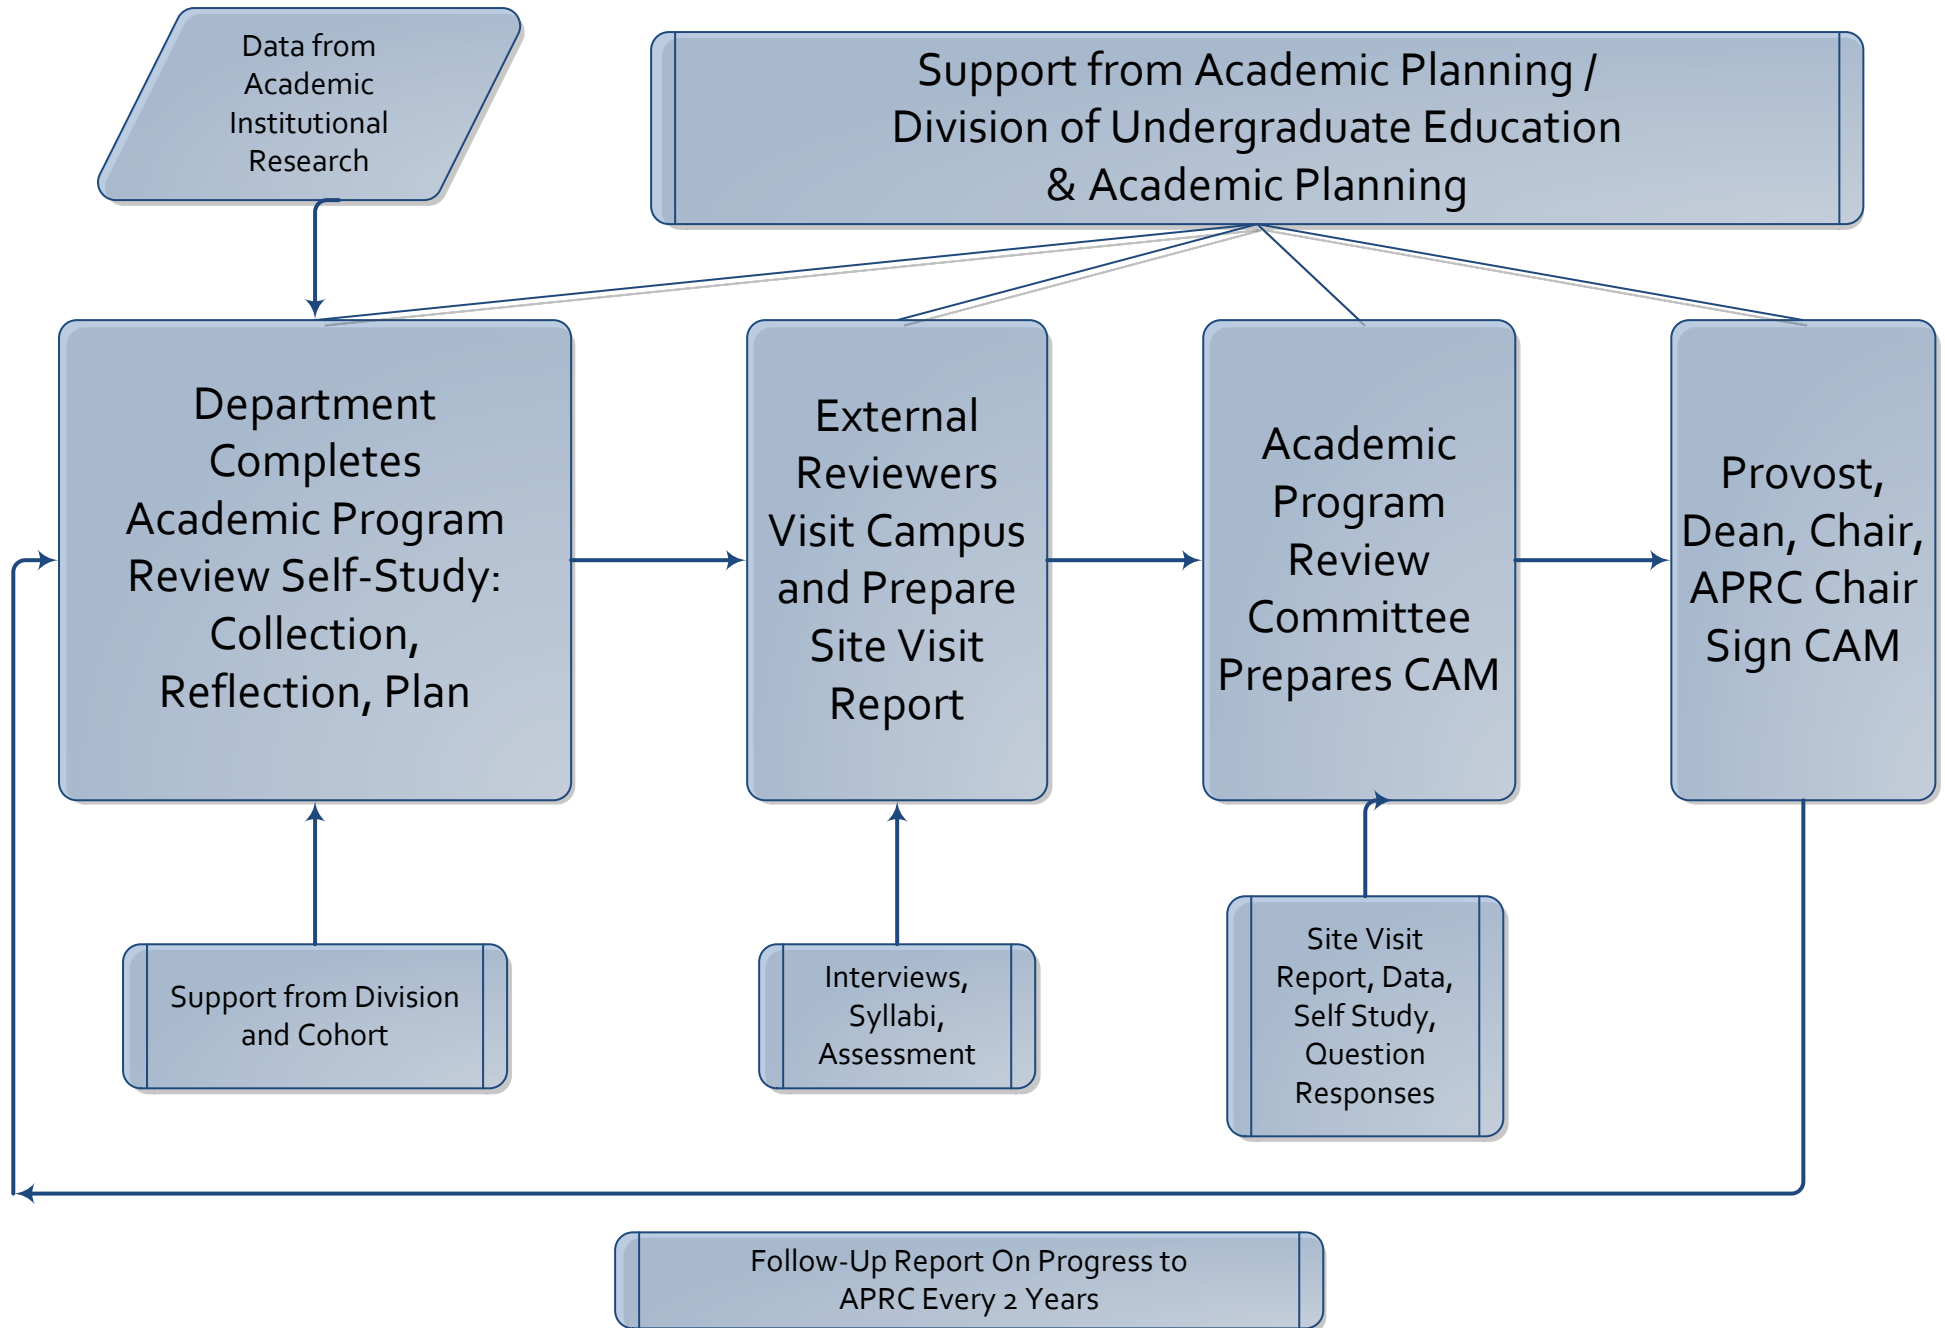 Data from
Academic
Institutional
Research
Support from Academic Planning /
Division of Undergraduate Education
& Academic Planning
Department
Completes
Academic Program
Review Self-Study:
Collection,
Reflection, Plan
External
Reviewers
Visit Campus
and Prepare
Site Visit
Report
Academic
Program
Review
Committee
Prepares CAM
Provost,
Dean, Chair,
APRC Chair
Sign CAM
Support from Division
and Cohort
Interviews,
Syllabi,
Assessment
Site Visit
Report, Data,
Self Study,
Question
Responses
Follow-Up Report On Progress to
APRC Every 2 Years